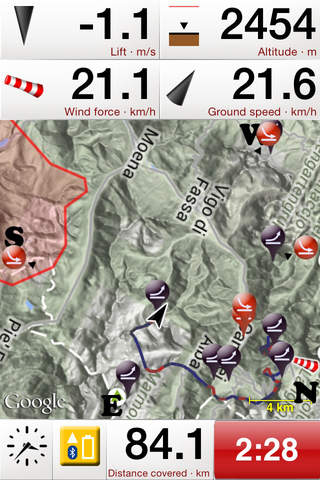 -1.1
Lift · m/s
2454
Altitude · m
21.1
Wind force · km/h
21.6
Ground speed · km/h
V
Moena
Vigo di
Fassa
S
Alba
E
N
4 km
Google
84.1
Distance covered · km
2:28